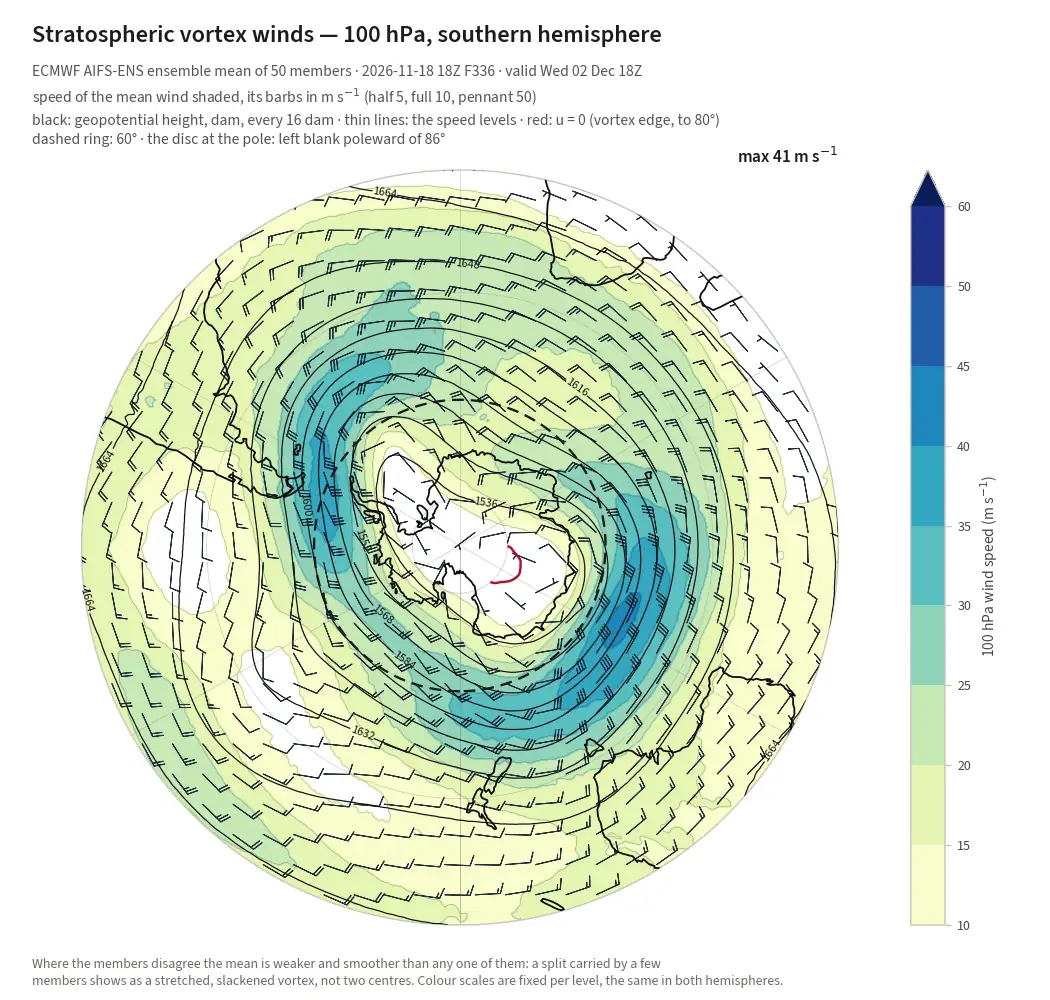 Stratospheric vortex winds — 100 hPa, southern hemisphere
ECMWF AIFS-ENS ensemble mean of 50 members · 2026-11-18 18Z F336 · valid Wed 02 Dec 18Z
speed of the mean wind shaded, its barbs in m s⁻¹ (half 5, full 10, pennant 50)
black: geopotential height, dam, every 16 dam · thin lines: the speed levels · red: u = 0 (vortex edge, to 80°)
dashed ring: 60° · the disc at the pole: left blank poleward of 86°
max 41 m s⁻¹
1664
1648
1616
1664
1600
1536
1568
1584
1664
1632
1664
60
50
45
40
35
30
25
20
15
10
100 hPa wind speed (m s⁻¹)
Where the members disagree the mean is weaker and smoother than any one of them: a split carried by a few
members shows as a stretched, slackened vortex, not two centres. Colour scales are fixed per level, the same in both hemispheres.